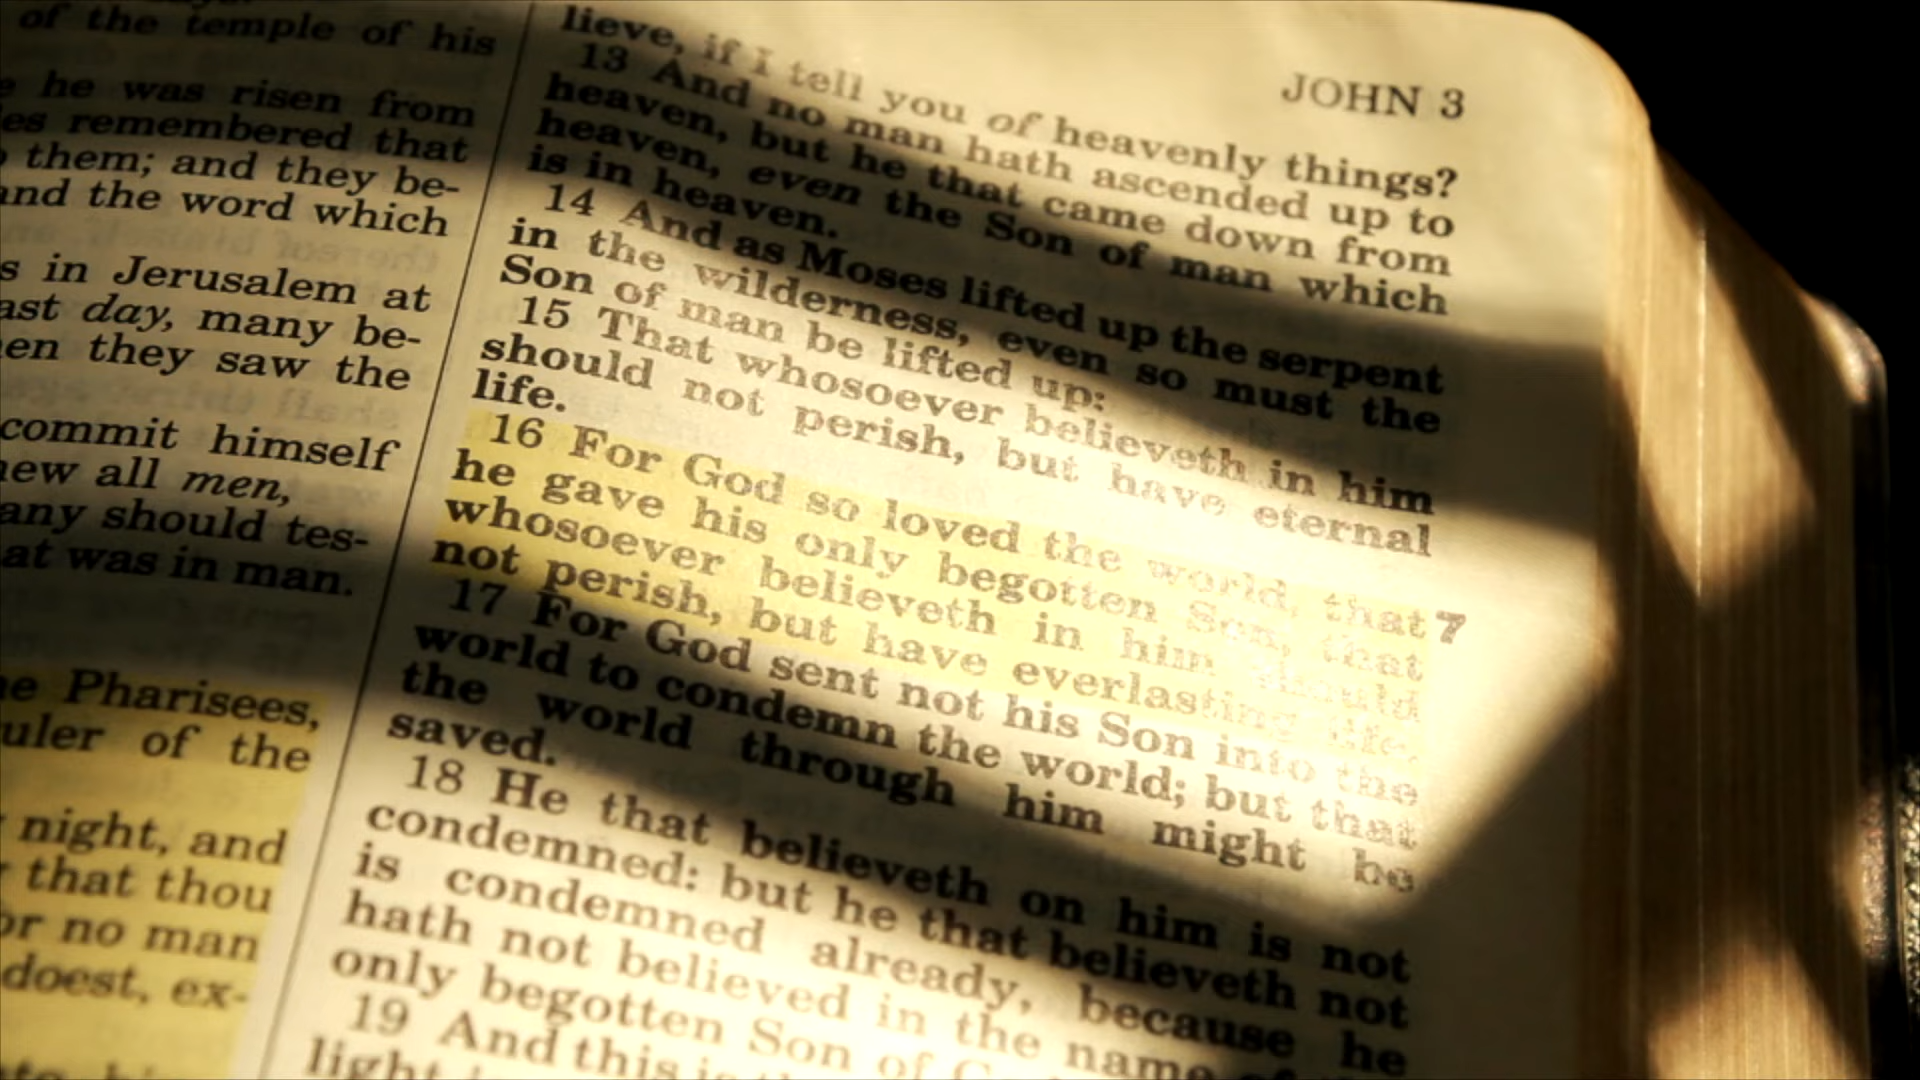 of the temple of his
he was risen from
remembered that
them; and they be-
and the word which
in Jerusalem at
day, many be-
they saw the
commit himself
all men,
any should tes-
at was in man.
Pharisees,
of the
night, and
that thou
no man
doest, ex-
JOHN 3
lieve, if I tell you of heavenly things?
13 And no man hath ascended up to
heaven, but he that came down from
heaven, even the Son of man which
is in heaven.
14 And as Moses lifted up the serpent
in the wilderness, even so must the
Son of man be lifted up:
15 That whosoever believeth in him
should not perish, but have eternal
life.
16 For God so loved the world, that 7
he gave his only begotten Son, that
whosoever believeth in him should
not perish, but have everlasting life.
17 For God sent not his Son into the
world to condemn the world; but that
the world through him might be
saved.
18 He that believeth on him is not
condemned: but he that believeth not
is condemned already, because he
hath not believed in the name of
only begotten Son of
19 And this is
light